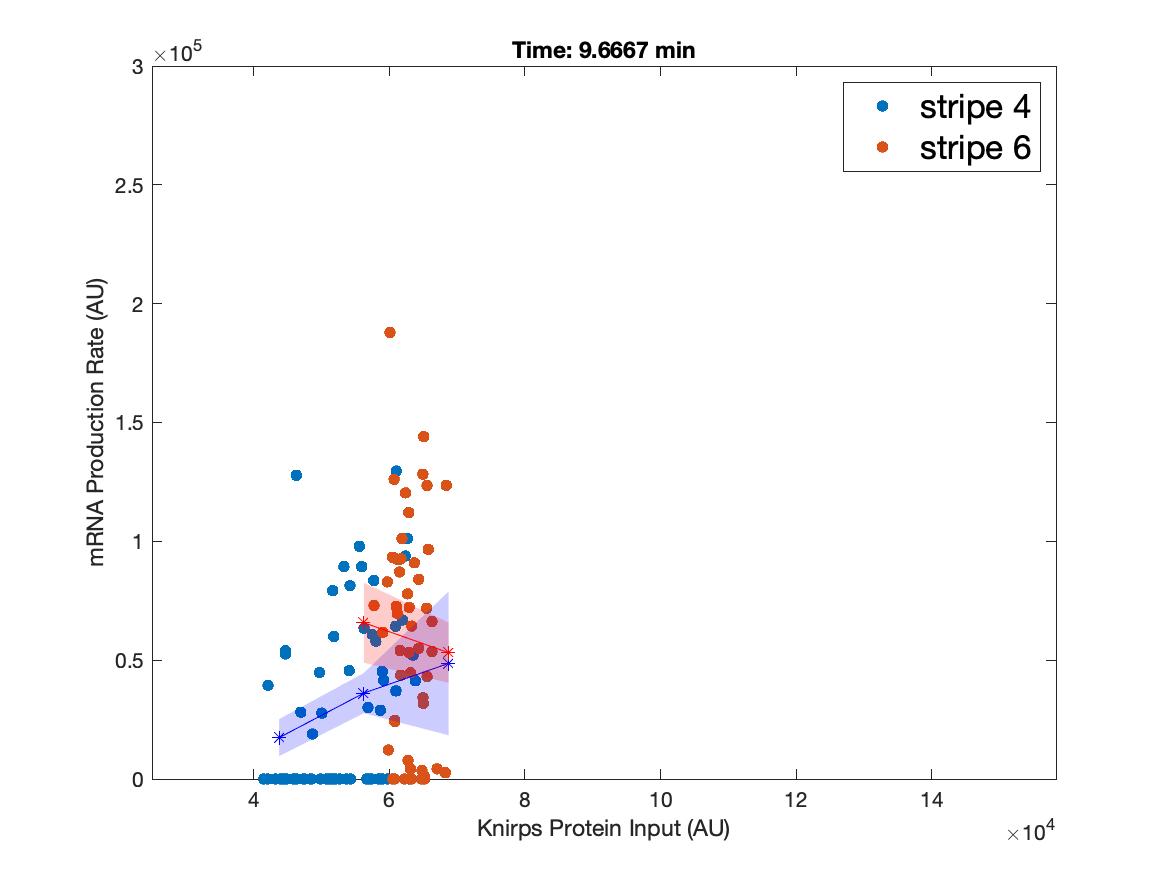 Time: 9.6667 min
×10^5
3
2.5
2
1.5
1
0.5
0
mRNA Production Rate (AU)
stripe 4
stripe 6
4 6 8 10 12 14
Knirps Protein Input (AU)
×10^4